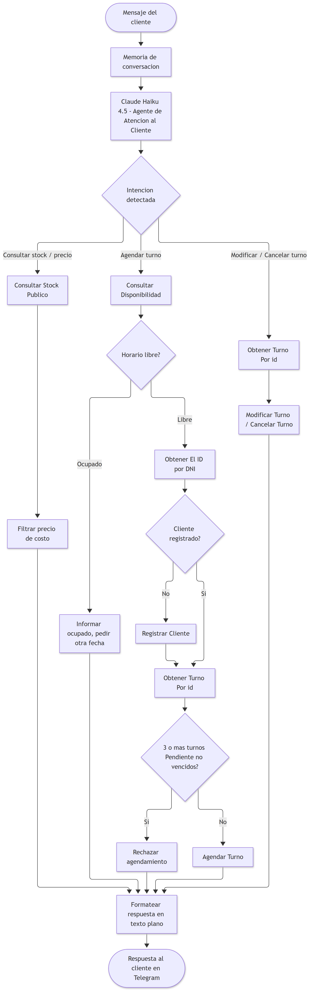 Mensaje del
cliente
Memoria de
conversacion
Claude Haiku
4.5 - Agente de
Atencion al
Cliente
Intencion
detectada
Consultar stock / precio
Agendar turno
Modificar / Cancelar turno
Consultar Stock
Publico
Consultar
Disponibilidad
Horario libre?
Obtener Turno
Por id
Modificar Turno
/ Cancelar Turno
Libre
Ocupado
Obtener El ID
por DNI
Filtrar precio
de costo
Cliente
registrado?
No
Si
Informar
ocupado, pedir
otra fecha
Registrar Cliente
Obtener Turno
Por id
3 o mas turnos
Pendiente no
vencidos?
Si
No
Rechazar
agendamiento
Agendar Turno
Formatear
respuesta en
texto plano
Respuesta al
cliente en
Telegram